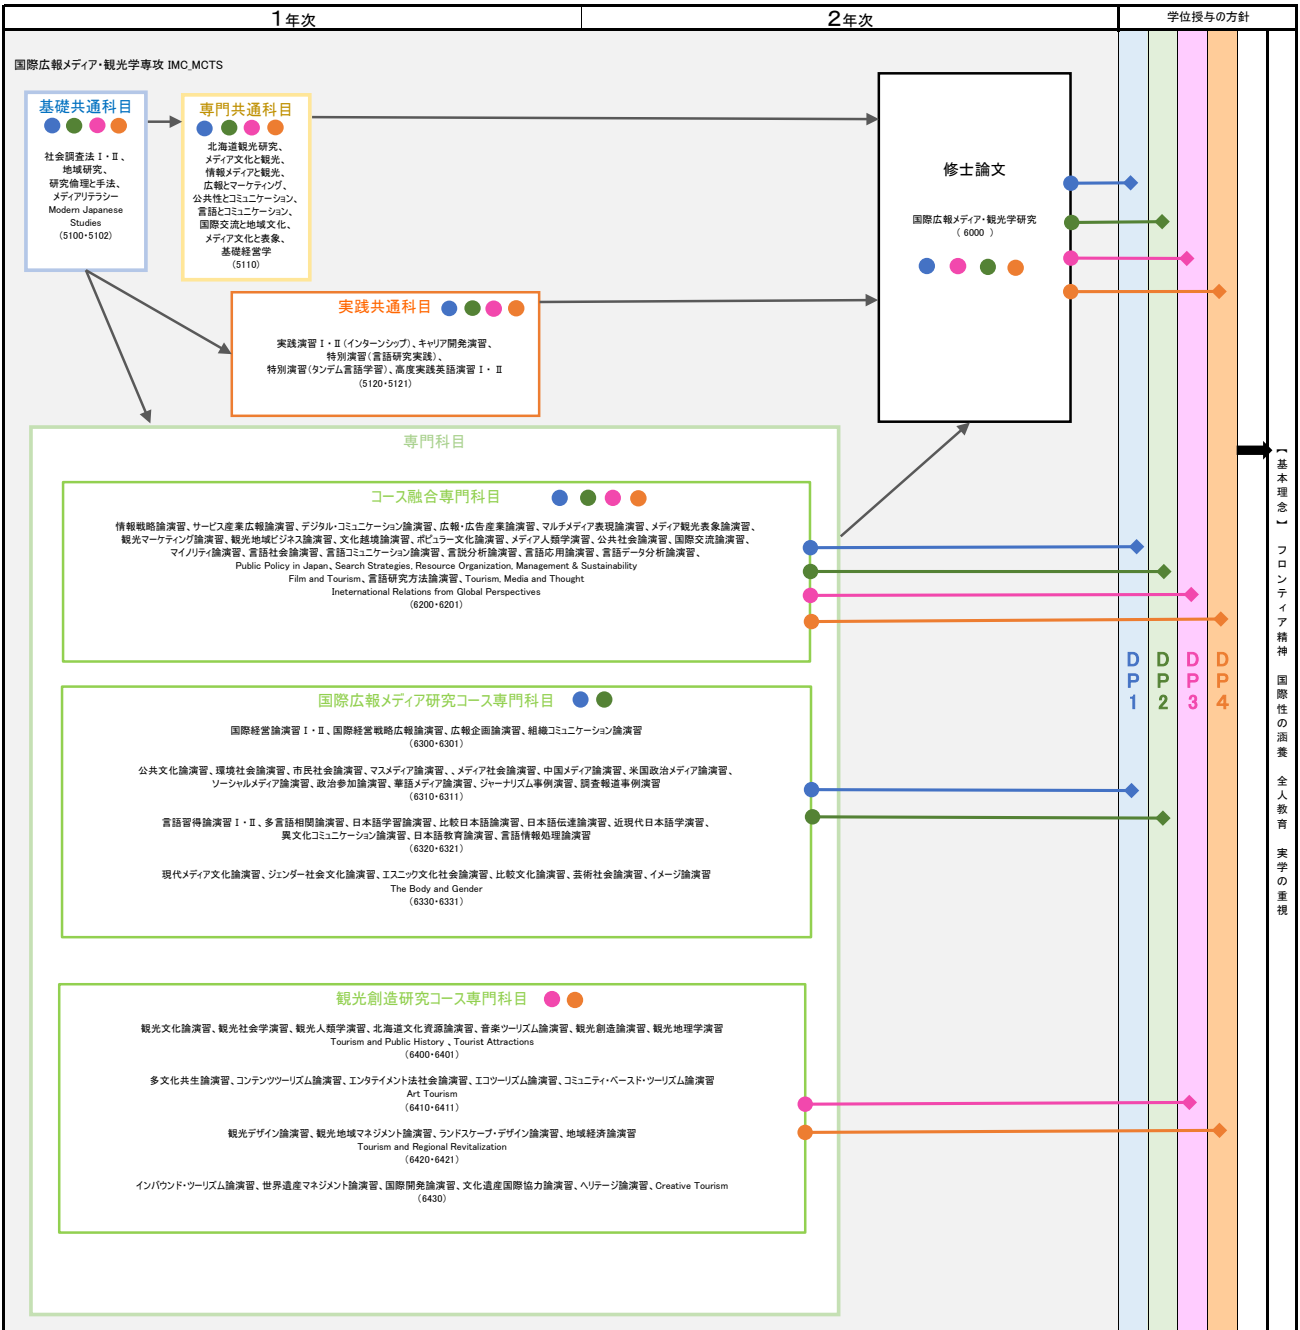 1年次
2年次
学位授与の方針
国際広報メディア・観光学専攻 IMC,MCTS
基礎共通科目
社会調査法Ⅰ・Ⅱ、
地域研究、
研究倫理と手法、
メディアリテラシー
Modern Japanese
Studies
(5100・5102)
専門共通科目
北海道観光研究、
メディア文化と観光、
情報メディアと観光、
広報とマーケティング、
公共性とコミュニケーション、
言語とコミュニケーション、
国際交流と地域文化、
メディア文化と表象、
基礎経営学
(5110)
実践共通科目
実践演習Ⅰ・Ⅱ(インターンシップ)、キャリア開発演習、
特別演習(言語研究実践)、
特別演習(タンデム言語学習)、高度実践英語演習Ⅰ・Ⅱ
(5120・5121)
修士論文
国際広報メディア・観光学研究
( 6000 )
専門科目
コース融合専門科目
情報戦略論演習、サービス産業広報論演習、デジタル・コミュニケーション論演習、広報・広告産業論演習、マルチメディア表現論演習、メディア観光表象論演習、
観光マーケティング論演習、観光地域ビジネス論演習、文化越境論演習、ポピュラー文化論演習、メディア人類学演習、公共社会論演習、国際交流論演習、
マイノリティ論演習、言語社会論演習、言語コミュニケーション論演習、言説分析論演習、言語応用論演習、言語データ分析論演習、
Public Policy in Japan、Search Strategies, Resource Organization, Management & Sustainability
Film and Tourism、言語研究方法論演習、Tourism, Media and Thought
Ineternational Relations from Global Perspectives
(6200・6201)
国際広報メディア研究コース専門科目
国際経営論演習Ⅰ・Ⅱ、国際経営戦略広報論演習、広報企画論演習、組織コミュニケーション論演習
(6300・6301)
公共文化論演習、環境社会論演習、市民社会論演習、マスメディア論演習、、メディア社会論演習、中国メディア論演習、米国政治メディア論演習、
ソーシャルメディア論演習、政治参加論演習、華語メディア論演習、ジャーナリズム事例演習、調査報道事例演習
(6310・6311)
言語習得論演習Ⅰ・Ⅱ、多言語相関論演習、日本語学習論演習、比較日本語論演習、日本語伝達論演習、近現代日本語学演習、
異文化コミュニケーション論演習、日本語教育論演習、言語情報処理論演習
(6320・6321)
現代メディア文化論演習、ジェンダー社会文化論演習、エスニック文化社会論演習、比較文化論演習、芸術社会論演習、イメージ論演習
The Body and Gender
(6330・6331)
観光創造研究コース専門科目
観光文化論演習、観光社会学演習、観光人類学演習、北海道文化資源論演習、音楽ツーリズム論演習、観光創造論演習、観光地理学演習
Tourism and Public History 、Tourist Attractions
(6400・6401)
多文化共生論演習、コンテンツツーリズム論演習、エンタテイメント法社会論演習、エコツーリズム論演習、コミュニティ・ベースド・ツーリズム論演習
Art Tourism
(6410・6411)
観光デザイン論演習、観光地域マネジメント論演習、ランドスケープ・デザイン論演習、地域経済論演習
Tourism and Regional Revitalization
(6420・6421)
インバウンド・ツーリズム論演習、世界遺産マネジメント論演習、国際開発論演習、文化遺産国際協力論演習、ヘリテージ論演習、Creative Tourism
(6430)
DP1
DP2
DP3
DP4
【基本理念】 フロンティア精神 国際性の涵養 全人教育 実学の重視